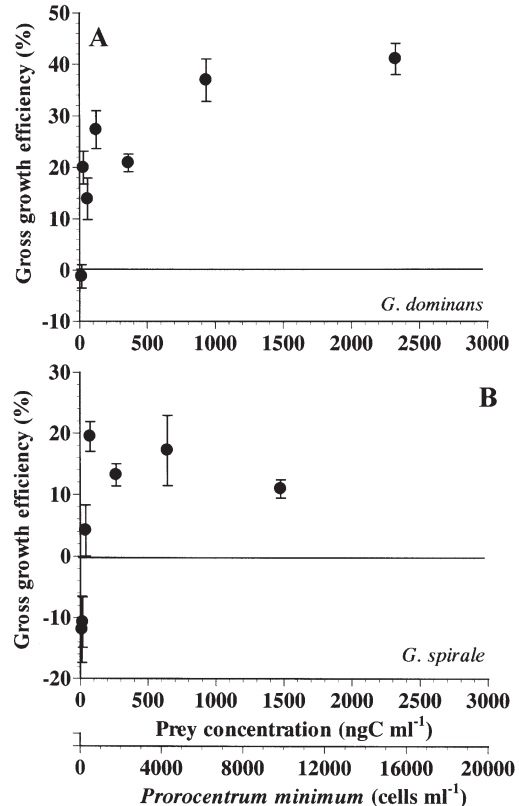 A
Gross growth efficiency (%)
50
40
30
20
10
0
-10
G. dominans
0 500 1000 1500 2000 2500 3000
B
Gross growth efficiency (%)
30
20
10
0
-10
-20
G. spirale
0 500 1000 1500 2000 2500 3000
Prey concentration (ngC ml-1)
0 4000 8000 12000 16000 20000
Prorocentrum minimum (cells ml-1)